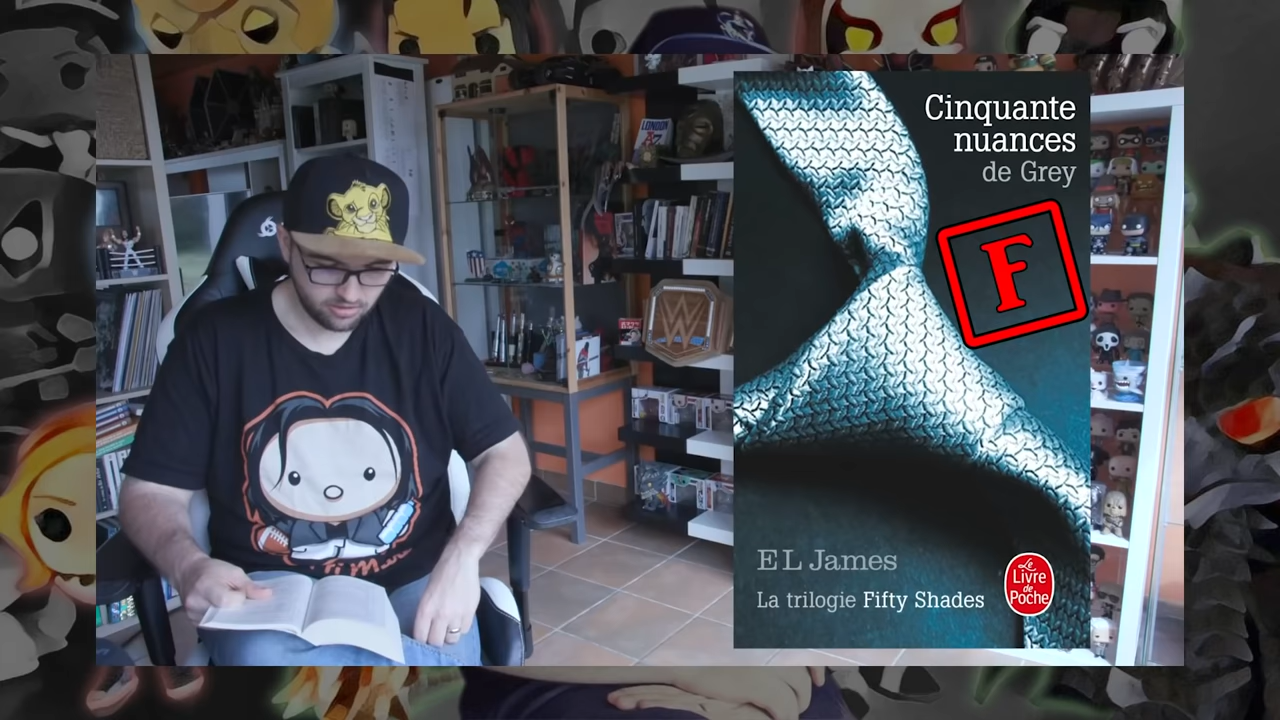 Cinquante
nuances
de Grey
F
E L James
La trilogie Fifty Shades
Le
Livre
de
Poche
LONDON
W